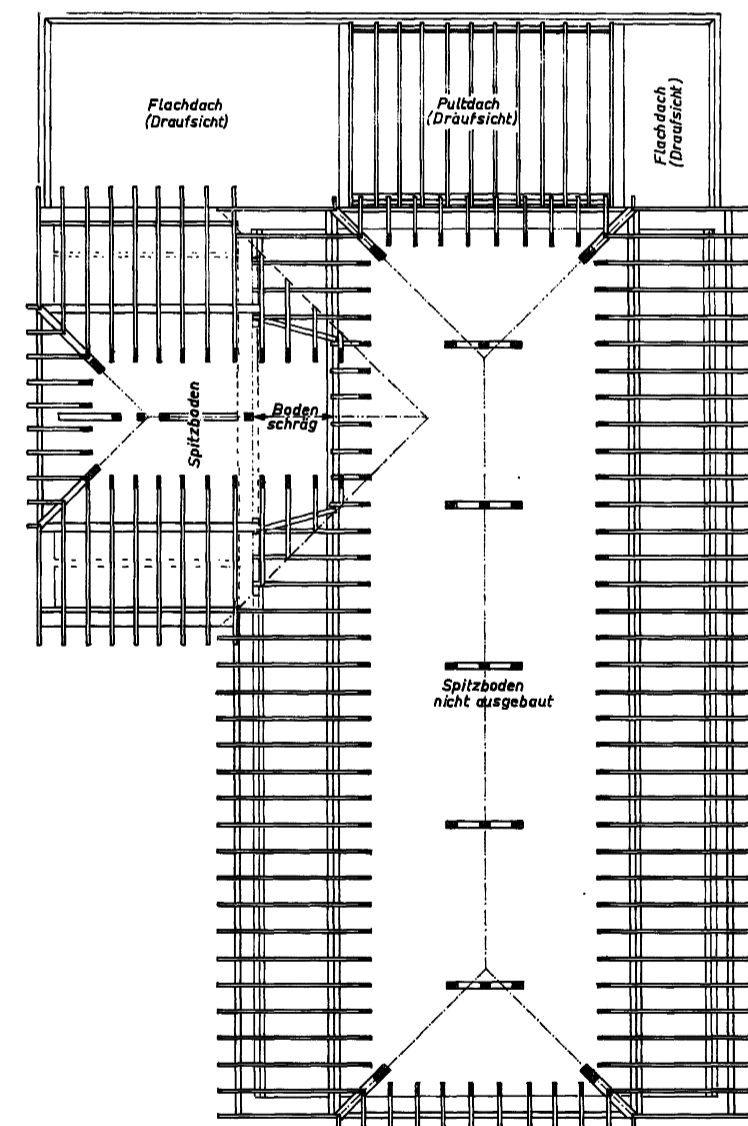 Flachdach
(Draufsicht)
Pultdach
(Draufsicht)
Flachdach
(Draufsicht)
Spitzboden
Boden
schräg
Spitzboden
nicht ausgebaut